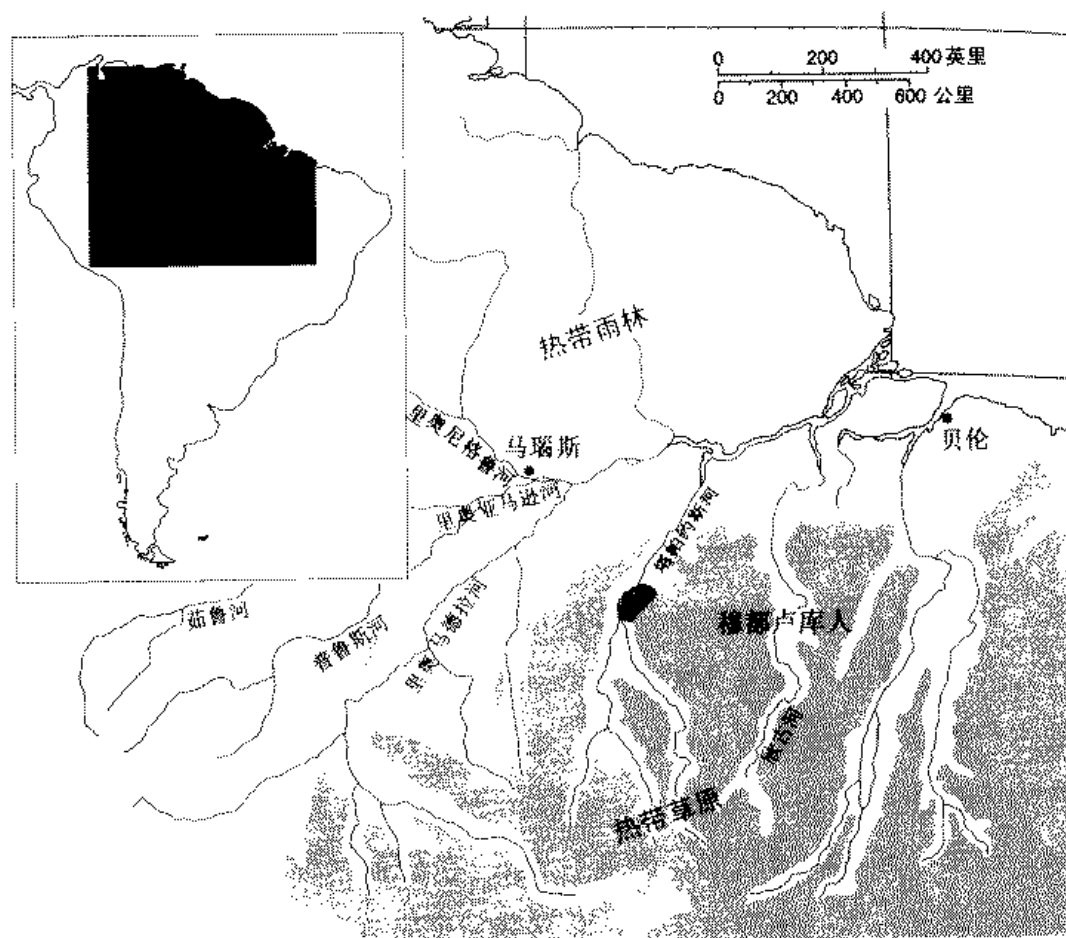 0 200 400 英里
0 200 400 600 公里
热带雨林
里奥尼格鲁河
马瑙斯
贝伦
里奥亚马逊河
塔帕约斯河
茹鲁河
普鲁斯河
里奥马德拉河
穆都卢库人
热带草原